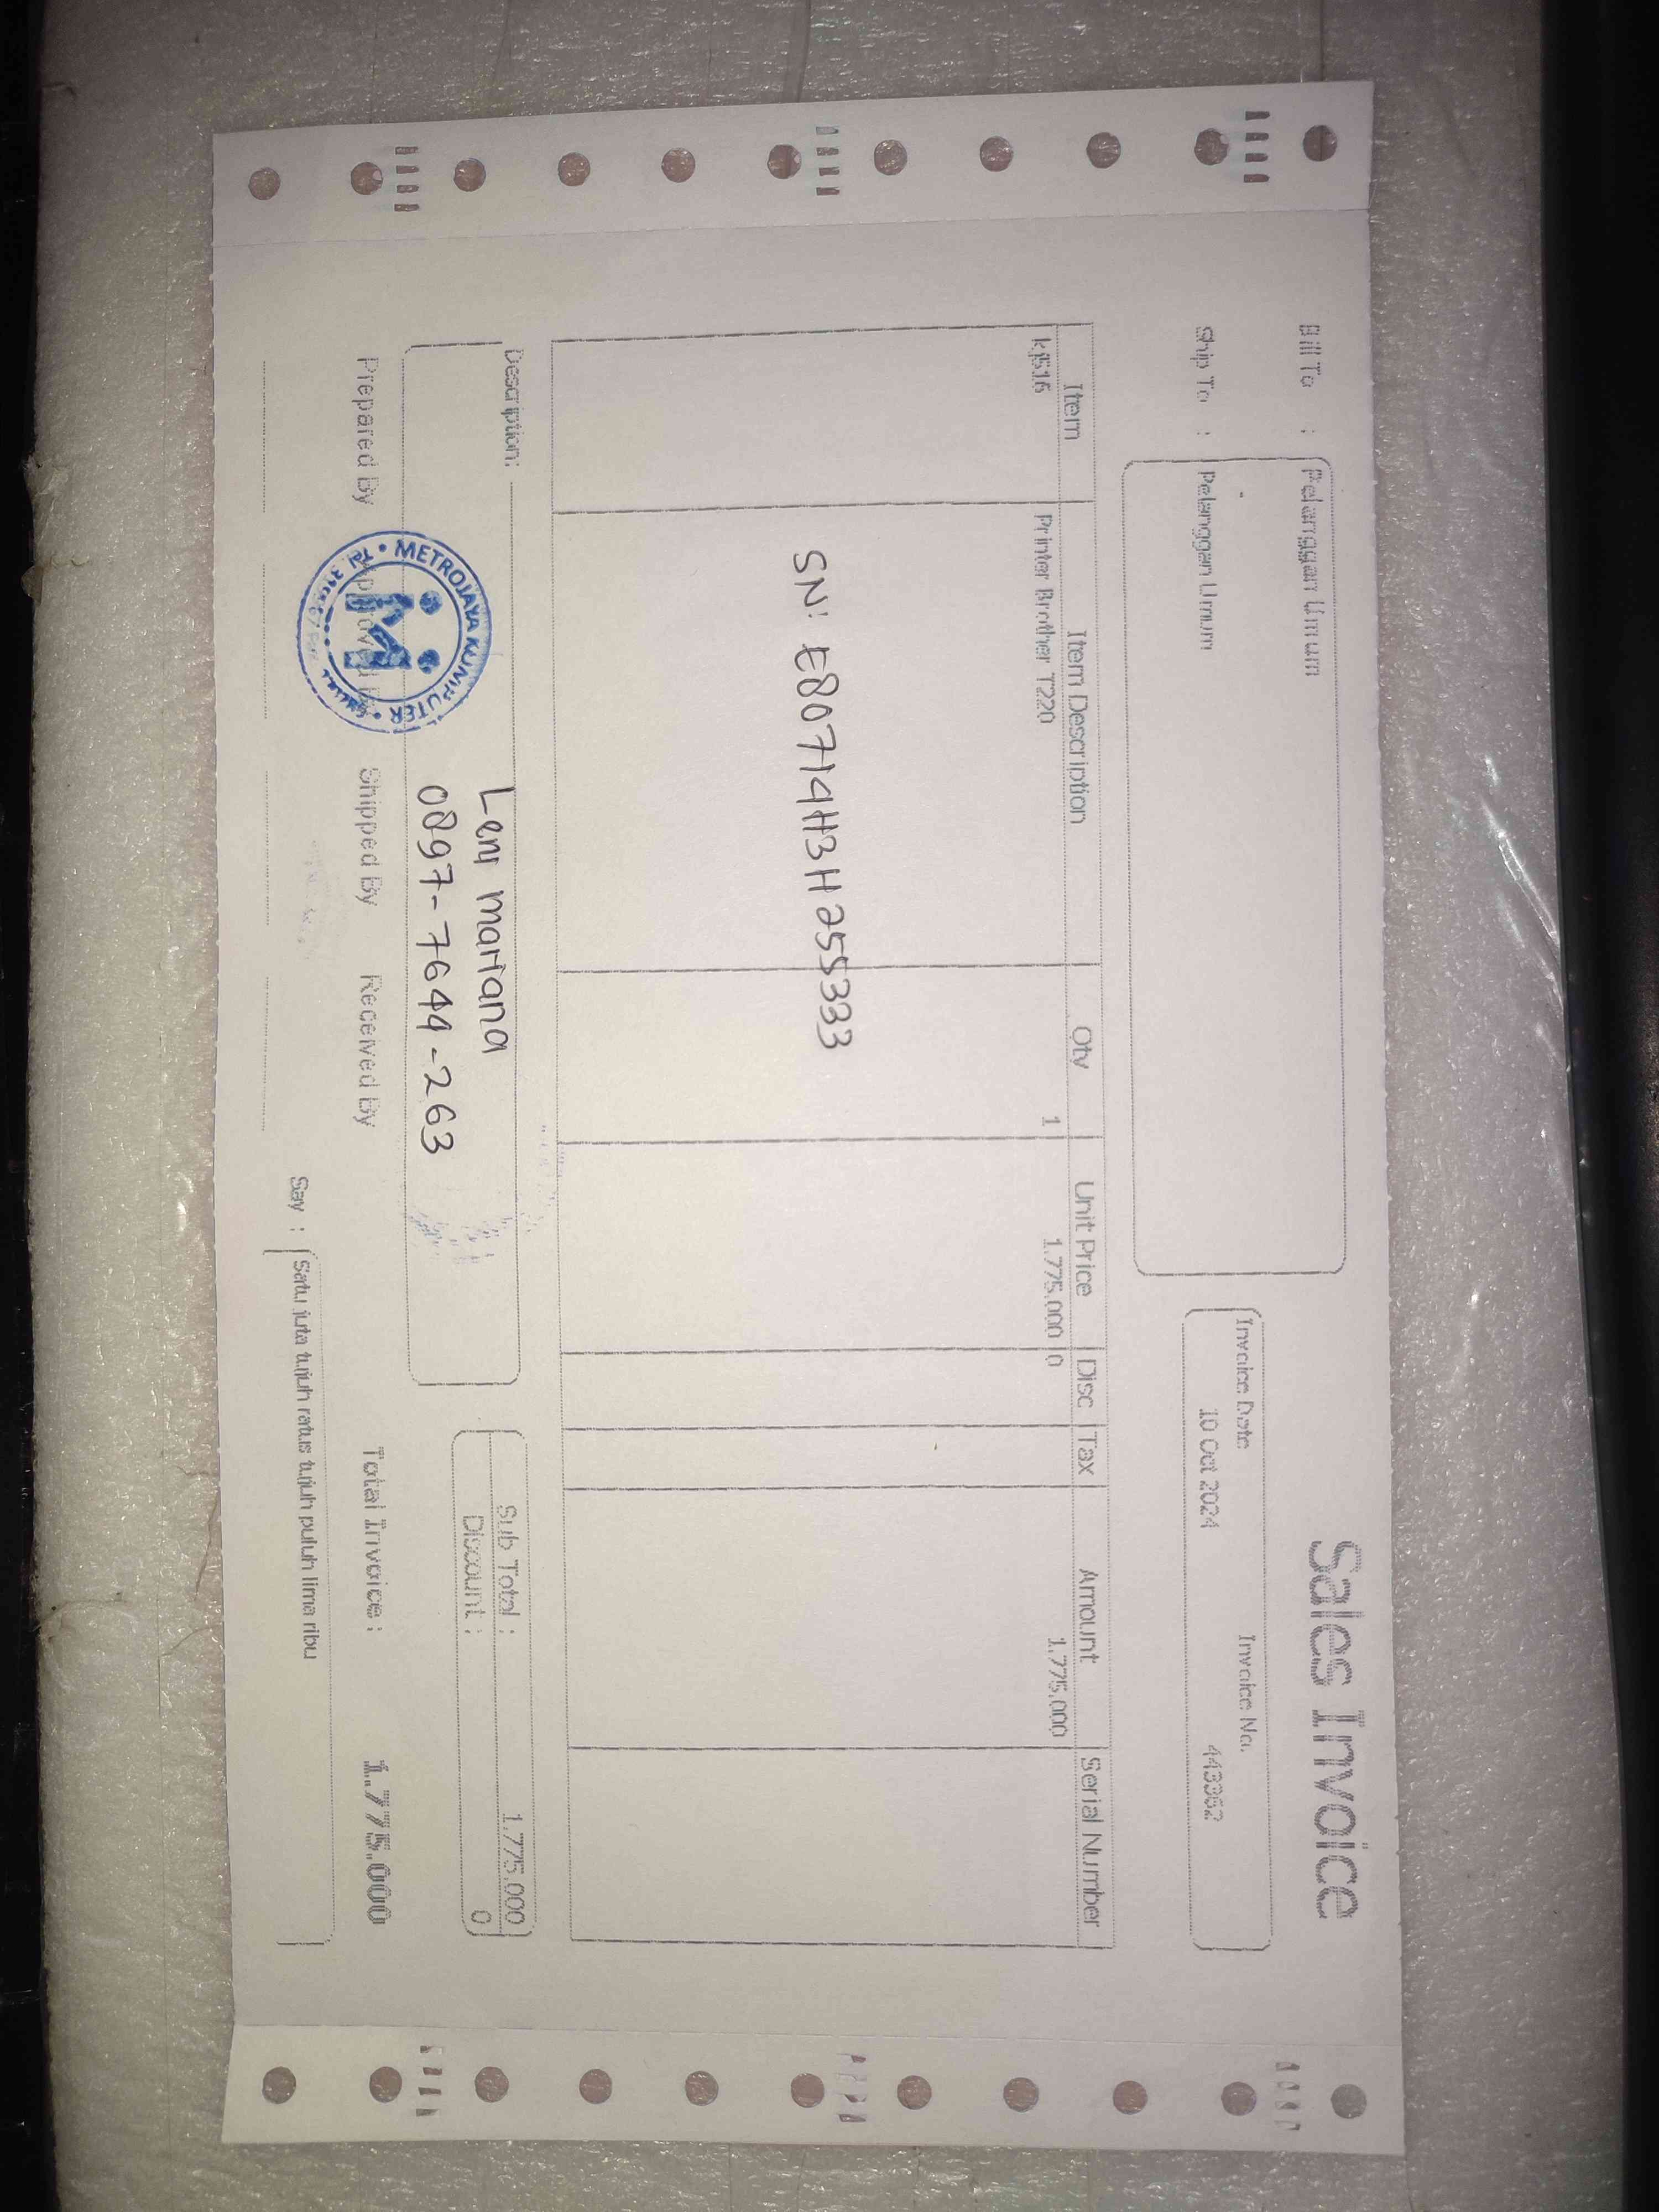 Sales Invoice
Bill To : Pelanggan Umum
Ship To : Pelanggan Umum
Invoice Date Invoice No.
10 Oct 2024 443362
Item Item Description Qty Unit Price Disc Tax Amount Serial Number
kj516 Printer Brother T220 1 1.775.000 0 1.775.000
SN: E80714H3H255333
Description:
Leni mariana
0897-7644-263
Sub Total : 1.775.000
Discount : 0
Prepared By Approved By Shipped By Received By
Total Invoice : 1.775.000
METROJAYA KOMPUTER
Say : Satu juta tujuh ratus tujuh puluh lima ribu